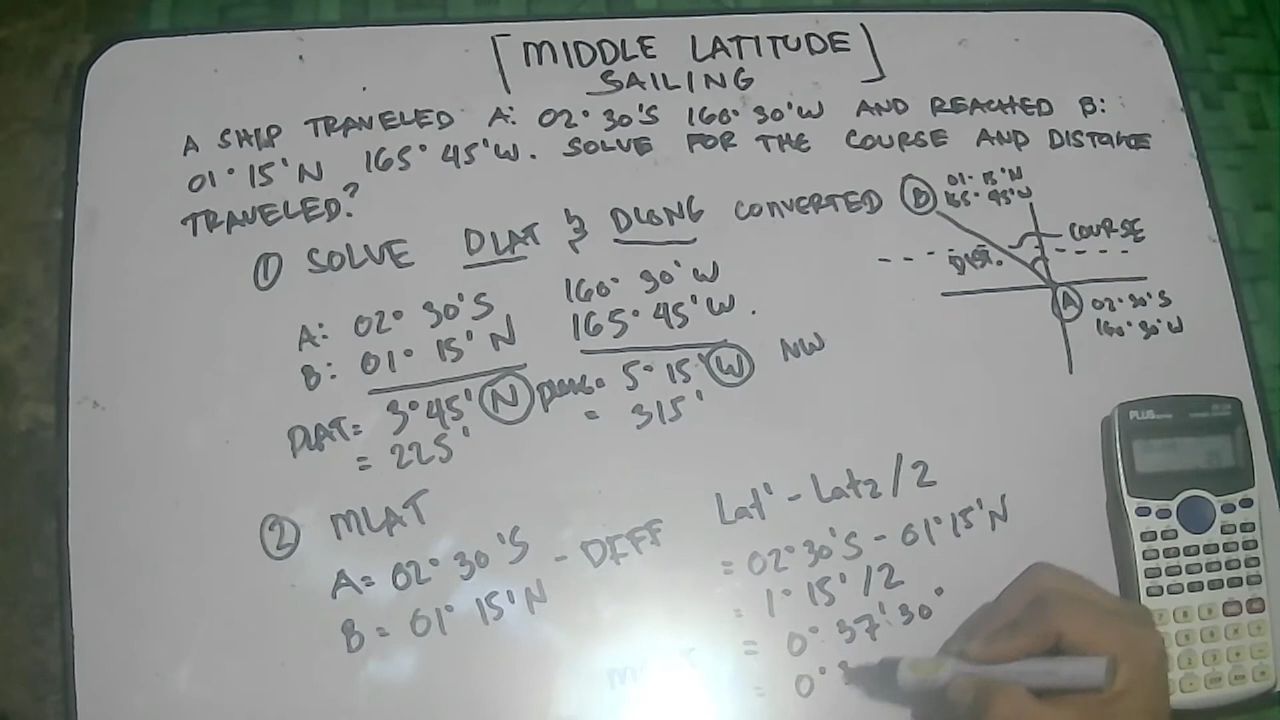 [MIDDLE LATITUDE
SAILING]
A SHIP TRAVELED A: 02° 30'S 160° 30'W AND REACHED B:
01° 15'N 165° 45'W. SOLVE FOR THE COURSE AND DISTANCE
TRAVELED?
① SOLVE DLAT & DLONG CONVERTED
A: 02° 30'S 160° 30'W
B: 01° 15'N 165° 45'W.
DLAT = 3° 45' N DLONG = 5° 15' W NW
= 225' = 315'
B 01° 15'N
165° 45'W
COURSE
DIST.
A 02° 30'S
160° 30'W
② MLAT Lat' - Lat2/2
A = 02° 30'S - DIFF = 02° 30'S - 01° 15'N
B = 01° 15'N = 1° 15'/2
= 0° 37' 30"
= 0°
PLUS